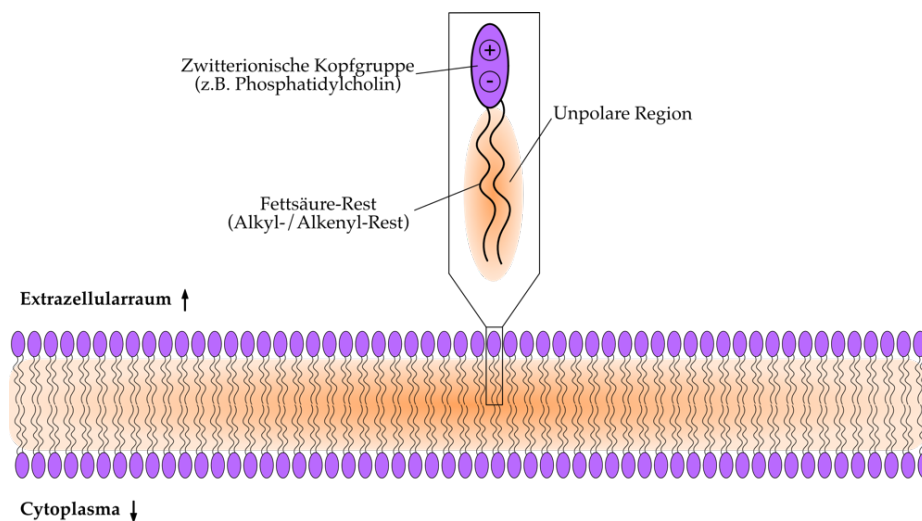 Zwitterionische Kopfgruppe
(z.B. Phosphatidylcholin)
+
-
Unpolare Region
Fettsäure-Rest
(Alkyl-/Alkenyl-Rest)
Extrazellularraum
Cytoplasma